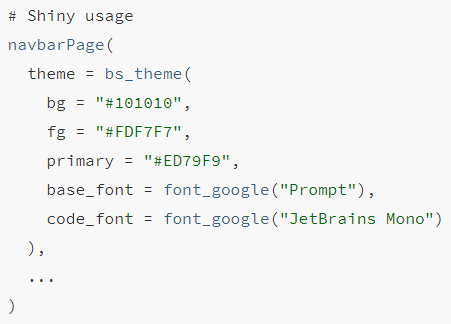 # Shiny usage
navbarPage(
  theme = bs_theme(
    bg = "#101010",
    fg = "#FDF7F7",
    primary = "#ED79F9",
    base_font = font_google("Prompt"),
    code_font = font_google("JetBrains Mono")
  ),
  ...
)